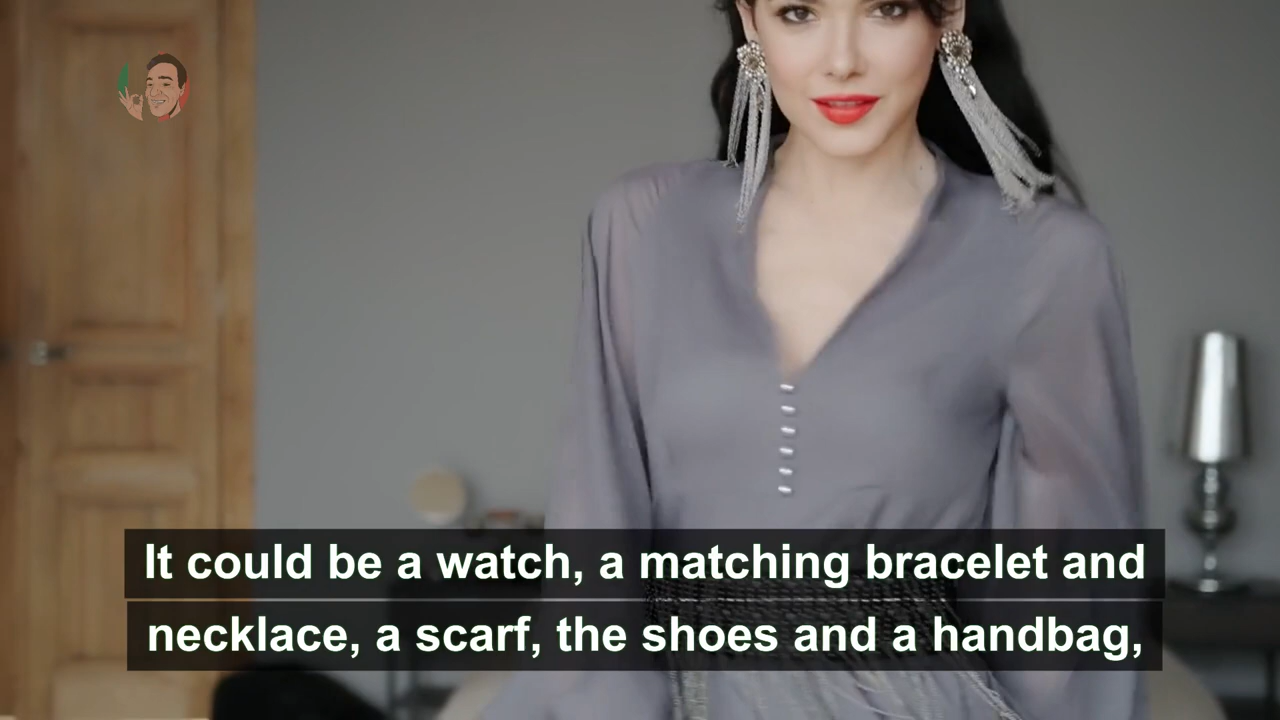 It could be a watch, a matching bracelet and
necklace, a scarf, the shoes and a handbag,